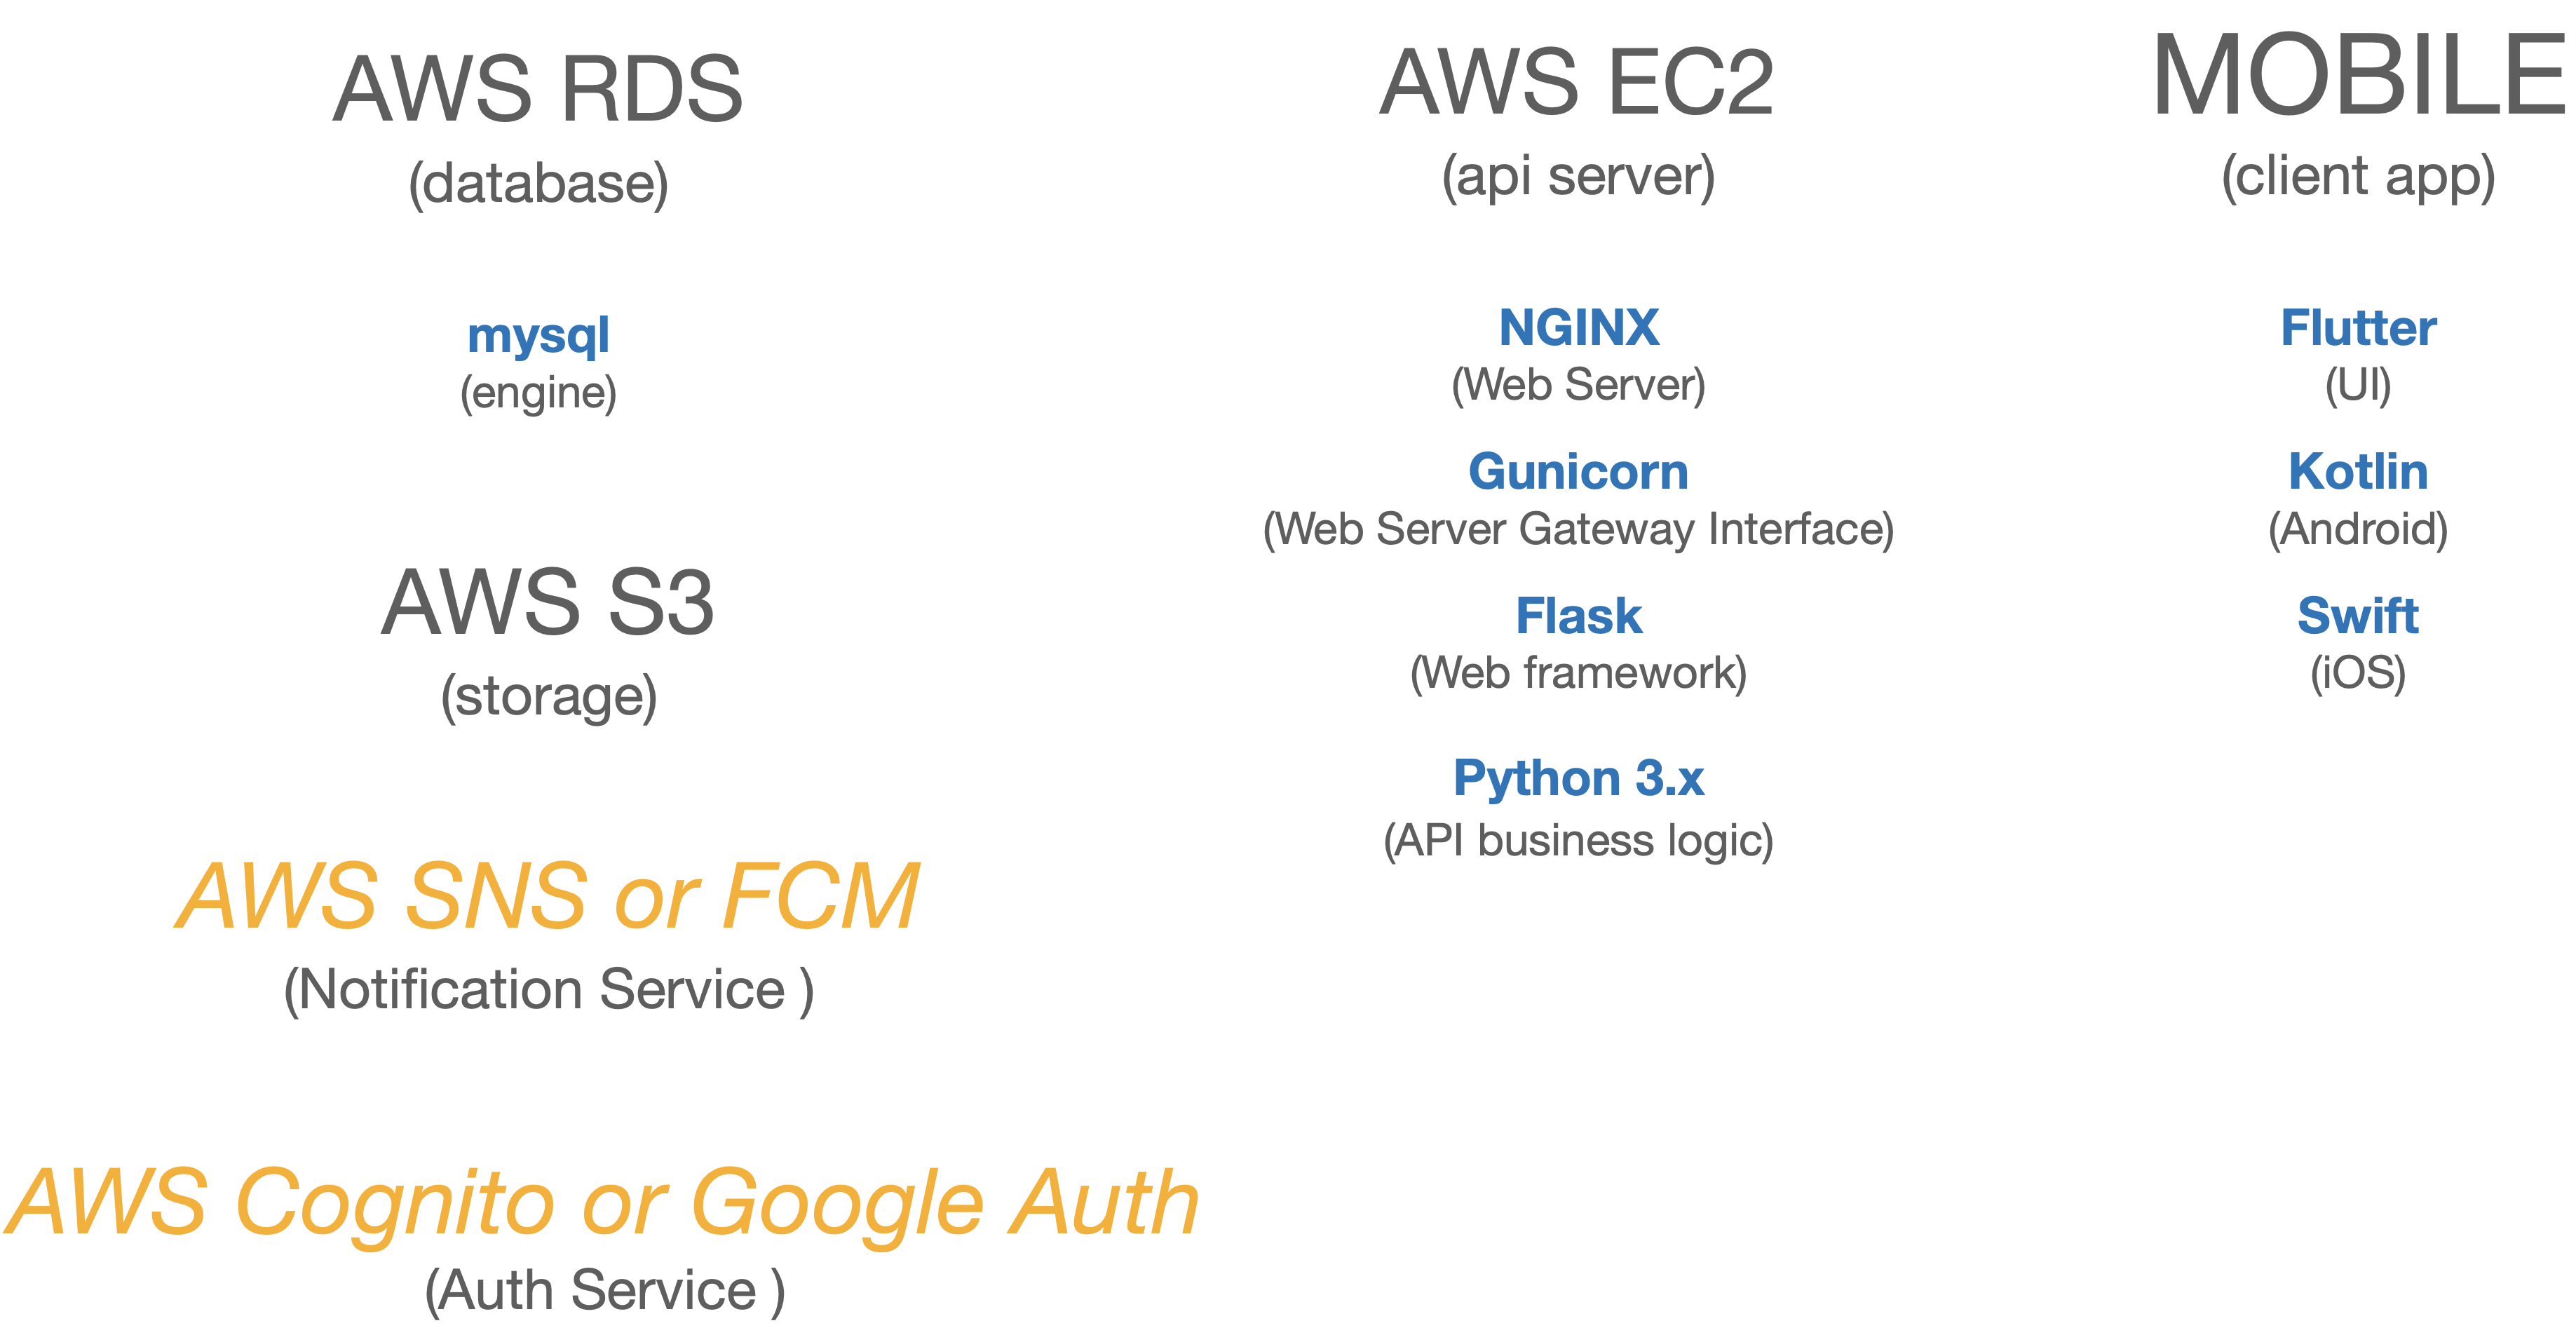 AWS RDS
(database)
mysql
(engine)
AWS S3
(storage)
AWS SNS or FCM
(Notification Service )
AWS Cognito or Google Auth
(Auth Service )
AWS EC2
(api server)
NGINX
(Web Server)
Gunicorn
(Web Server Gateway Interface)
Flask
(Web framework)
Python 3.x
(API business logic)
MOBILE
(client app)
Flutter
(UI)
Kotlin
(Android)
Swift
(iOS)